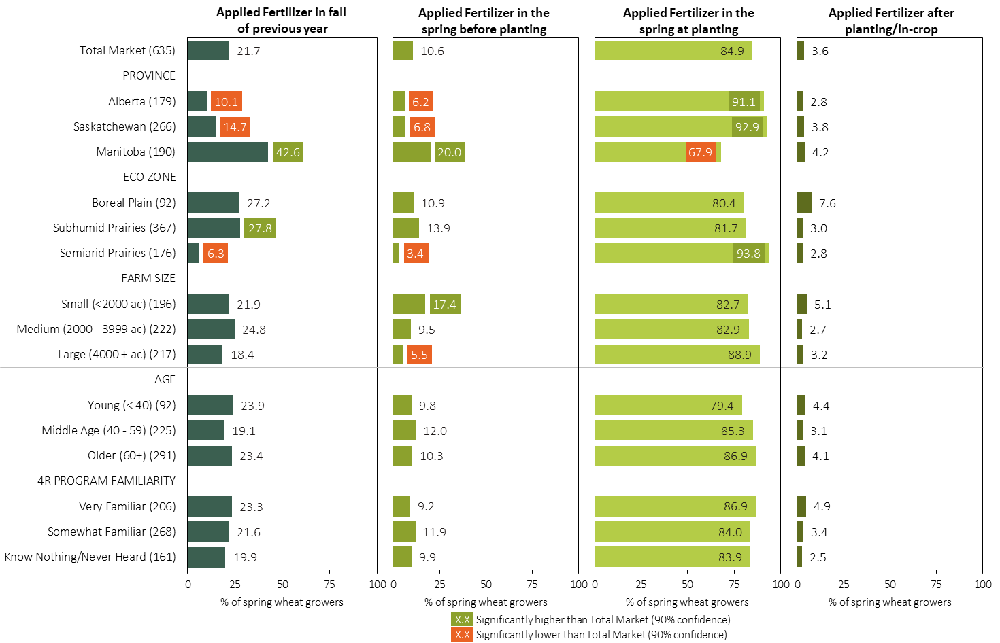 Applied Fertilizer in fall
of previous year
Applied Fertilizer in the
spring before planting
Applied Fertilizer in the
spring at planting
Applied Fertilizer after
planting/in-crop
Total Market (635) 21.7 10.6 84.9 3.6
PROVINCE
Alberta (179) 10.1 6.2 91.1 2.8
Saskatchewan (266) 14.7 6.8 92.9 3.8
Manitoba (190) 42.6 20.0 67.9 4.2
ECO ZONE
Boreal Plain (92) 27.2 10.9 80.4 7.6
Subhumid Prairies (367) 27.8 13.9 81.7 3.0
Semiarid Prairies (176) 6.3 3.4 93.8 2.8
FARM SIZE
Small (<2000 ac) (196) 21.9 17.4 82.7 5.1
Medium (2000 - 3999 ac) (222) 24.8 9.5 82.9 2.7
Large (4000 + ac) (217) 18.4 5.5 88.9 3.2
AGE
Young (< 40) (92) 23.9 9.8 79.4 4.4
Middle Age (40 - 59) (225) 19.1 12.0 85.3 3.1
Older (60+) (291) 23.4 10.3 86.9 4.1
4R PROGRAM FAMILIARITY
Very Familiar (206) 23.3 9.2 86.9 4.9
Somewhat Familiar (268) 21.6 11.9 84.0 3.4
Know Nothing/Never Heard (161) 19.9 9.9 83.9 2.5
0 25 50 75 100 0 25 50 75 100 0 25 50 75 100 0 25 50 75 100
% of spring wheat growers % of spring wheat growers % of spring wheat growers % of spring wheat growers
X.X Significantly higher than Total Market (90% confidence)
X.X Significantly lower than Total Market (90% confidence)